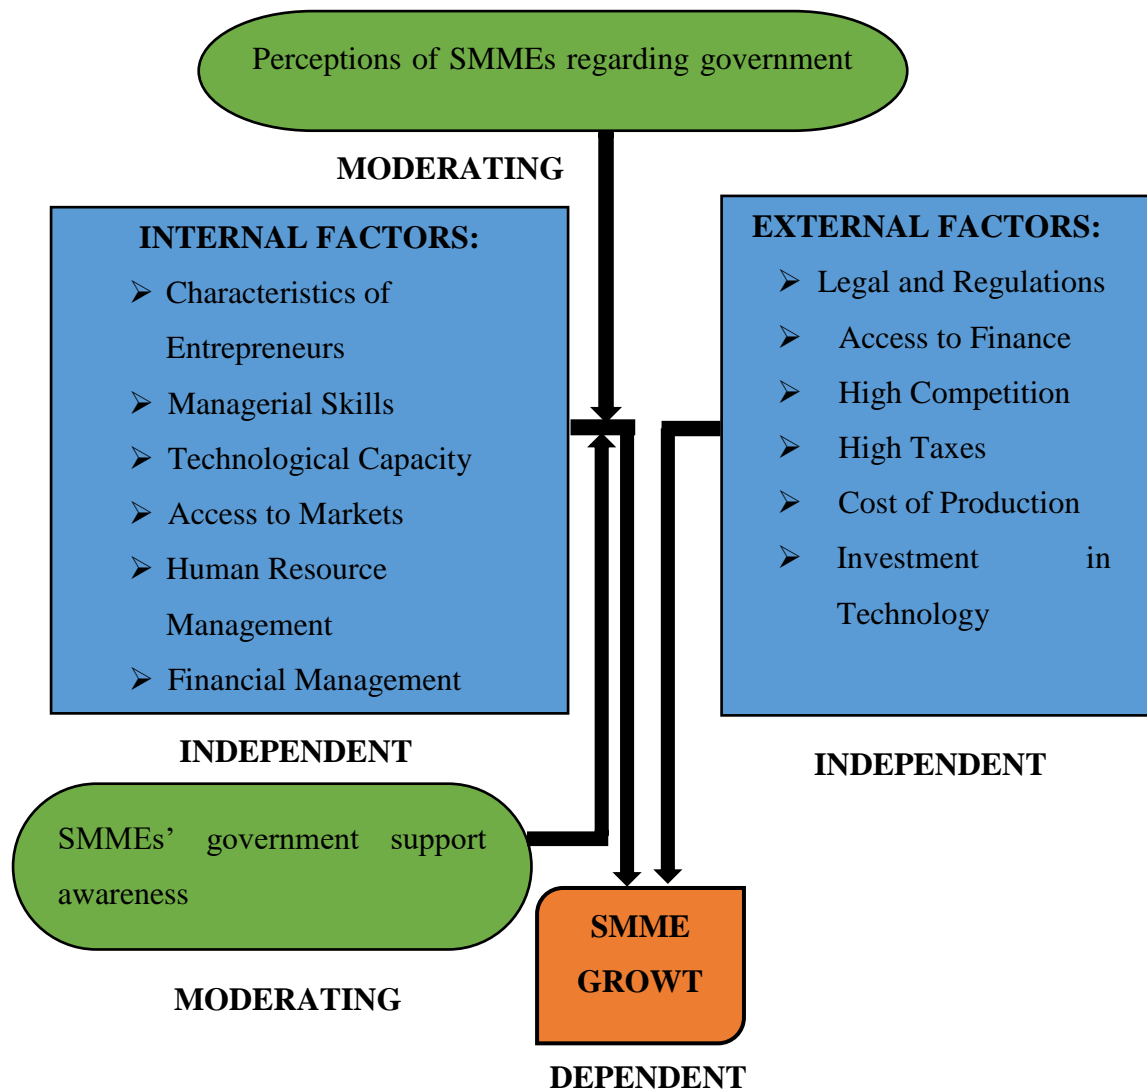 Perceptions of SMMEs regarding government
MODERATING
INTERNAL FACTORS:
➢ Characteristics of
Entrepreneurs
➢ Managerial Skills
➢ Technological Capacity
➢ Access to Markets
➢ Human Resource
Management
➢ Financial Management
INDEPENDENT
EXTERNAL FACTORS:
➢ Legal and Regulations
➢ Access to Finance
➢ High Competition
➢ High Taxes
➢ Cost of Production
➢ Investment in
Technology
INDEPENDENT
SMMEs’ government support
awareness
MODERATING
SMME
GROWT
DEPENDENT